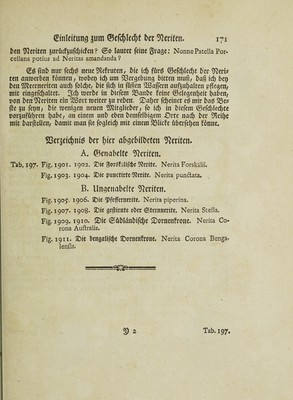 Einleitung zum Geschlecht der Neriten. 171
den Neriten zurückzuschicken? So lautet seine Frage: Nonne Patella Por-
cellana potius ad Neritas amandanda?
Es sind nur sechs neue Rekruten, die ich fürs Geschlecht der Neri-
ten anwerben können, wobey ich um Vergebung bitten muß, daß ich bey
den Meerneriten auch solche, die sich in süßen Wassern aufzuhalten pflegen,
mit eingeschaltet. Ich werde in diesem Bande keine Gelegenheit haben,
von den Neriten ein Wort weiter zu reden. Daher scheinet es mir das Be-
ste zu seyn, die wenigen neuen Mitglieder, so ich in diesem Geschlechte
vorzuführen habe, an einem und eben demselbigem Orte nach der Reihe
mit darstellen, damit man sie sogleich mit einem Blicke übersehen könne.
Verzeichnis der hier abgebildeten Neriten.
A. Genabelte Neriten.
Tab. 197. Fig. 1901. 1902. Die Forskälische Nerite. Nerita Forskälii.
Fig. 1903. 1904. Die punctirte Nerite. Nerita punctata.
B. Ungenabelte Neriten.
Fig. 1905. 1906. Die Pfeffernerite. Nerita piperina.
Fig. 1907. 1908. Die gestirnte oder Sternnerite. Nerita Stella.
Fig. 1909. 1910. Die Südländische Dornenkrone. Nerita Co-
rona Australis.
Fig. 1911. Die bengalische Dornenkrone. Nerita Corona Benga-
lensis.
Y 2 Tab. 197.